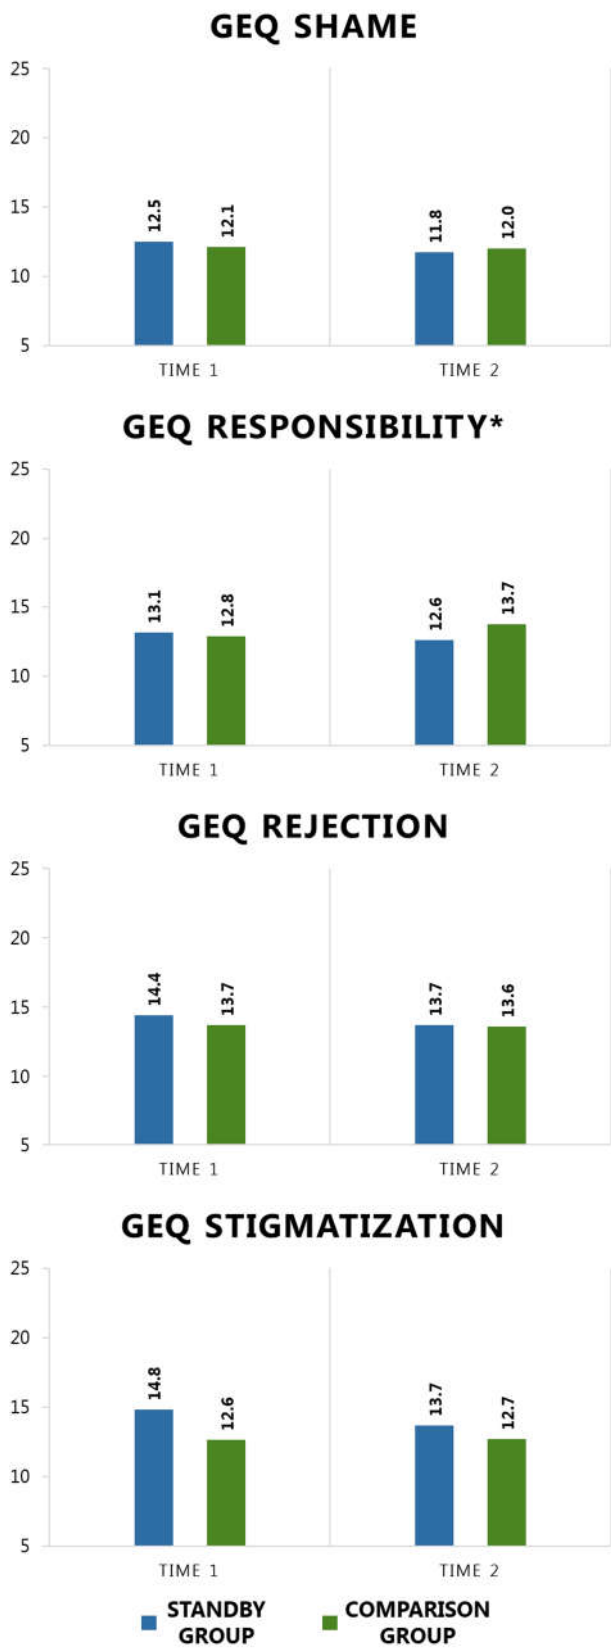 GEQ SHAME
25
20
15
10
5
12.5
12.1
11.8
12.0
TIME 1
TIME 2
GEQ RESPONSIBILITY*
25
20
15
10
5
13.1
12.8
12.6
13.7
TIME 1
TIME 2
GEQ REJECTION
25
20
15
10
5
14.4
13.7
13.7
13.6
TIME 1
TIME 2
GEQ STIGMATIZATION
25
20
15
10
5
14.8
12.6
13.7
12.7
TIME 1
TIME 2
STANDBY
GROUP
COMPARISON
GROUP